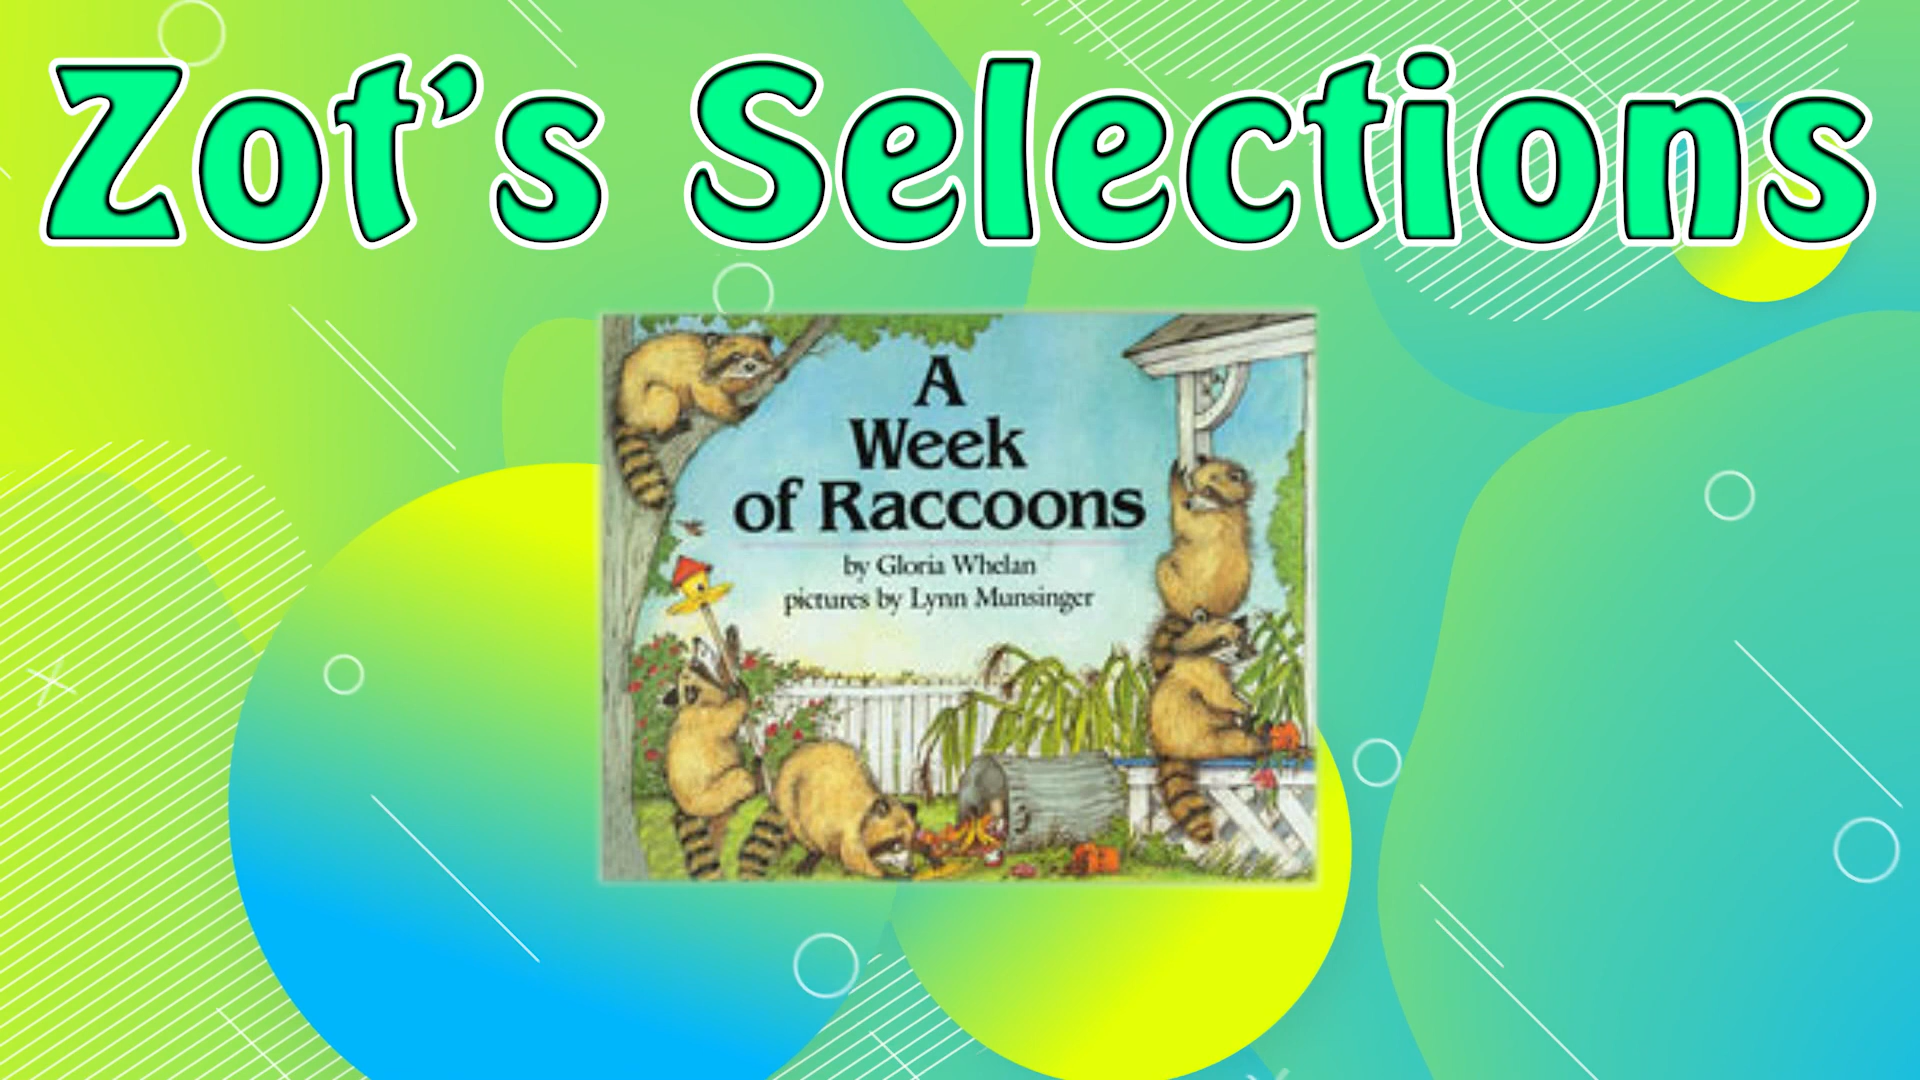 Zot's Selections
A
Week
of Raccoons
by Gloria Whelan
pictures by Lynn Munsinger